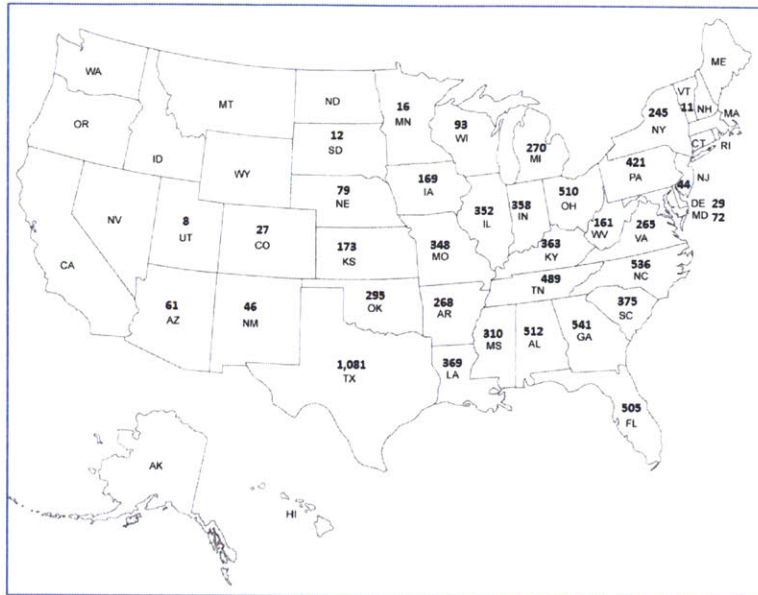 WA
OR
CA
NV
ID
MT
WY
8
UT
27
CO
61
AZ
46
NM
ND
12
SD
79
NE
173
KS
295
OK
1,081
TX
16
MN
169
IA
348
MO
268
AR
369
LA
93
WI
352
IL
270
MI
358
IN
510
OH
363
KY
489
TN
310
MS
512
AL
541
GA
505
FL
375
SC
536
NC
265
VA
161
WV
421
PA
245
NY
VT
11
NH
ME
MA
CT
RI
44
NJ
DE 29
MD 72
AK
HI